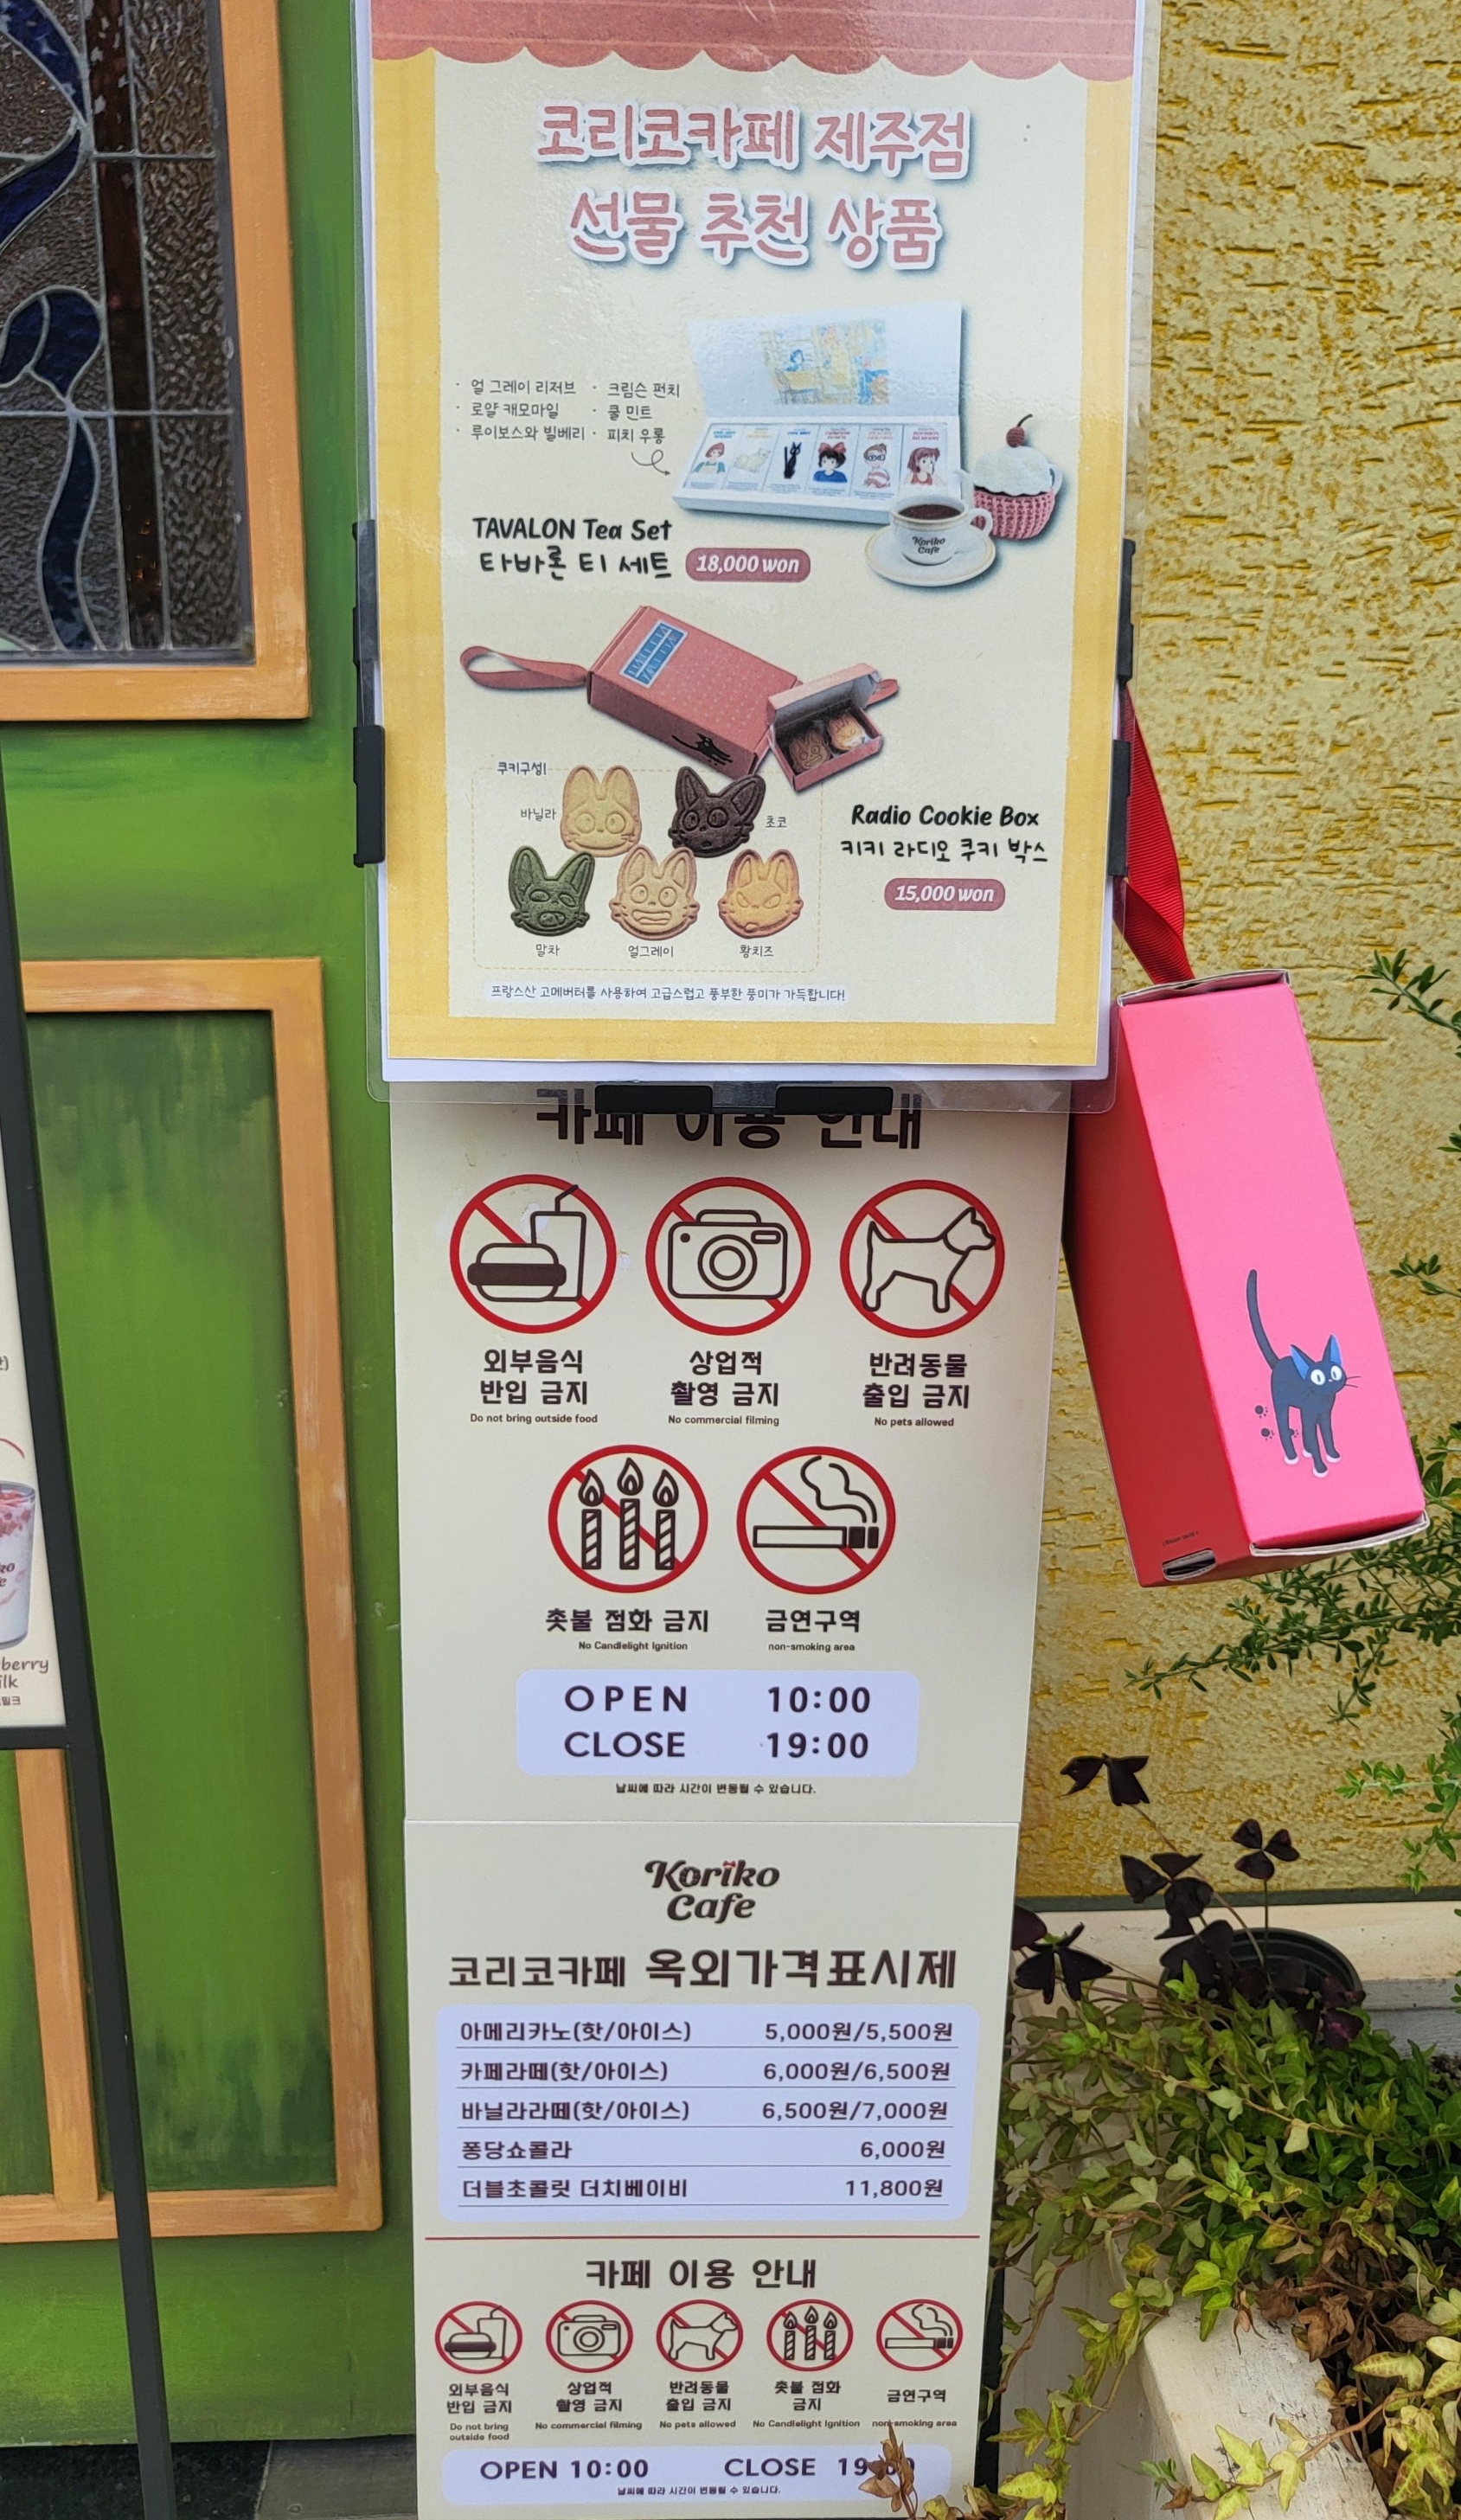 코리코카페 제주점
선물 추천 상품
· 얼 그레이 리저브 · 크림슨 펀치
· 로얄 캐모마일 · 쿨 민트
· 루이보스와 빌베리 · 피치 우롱
Koriko
Cafe
TAVALON Tea Set
타바론 티 세트 18,000 won
쿠키구성!
바닐라
초코
말차
얼그레이
황치즈
Radio Cookie Box
키키 라디오 쿠키 박스
15,000 won
프랑스산 고메버터를 사용하여 고급스럽고 풍부한 풍미가 가득합니다!
카페 이용 안내
외부음식
반입 금지
Do not bring outside food
상업적
촬영 금지
No commercial filming
반려동물
출입 금지
No pets allowed
촛불 점화 금지
No Candlelight Ignition
금연구역
non-smoking area
OPEN 10:00
CLOSE 19:00
날씨에 따라 시간이 변동될 수 있습니다.
Koriko
Cafe
코리코카페 옥외가격표시제
아메리카노(핫/아이스) 5,000원/5,500원
카페라떼(핫/아이스) 6,000원/6,500원
바닐라라떼(핫/아이스) 6,500원/7,000원
퐁당쇼콜라 6,000원
더블초콜릿 더치베이비 11,800원
카페 이용 안내
외부음식
반입 금지
Do not bring
outside food
상업적
촬영 금지
No commercial filming
반려동물
출입 금지
No pets allowed
촛불 점화
금지
No Candlelight Ignition
금연구역
non-smoking area
OPEN 10:00 CLOSE 19:00
날씨에 따라 시간이 변동될 수 있습니다.
berry
ilk
밀크